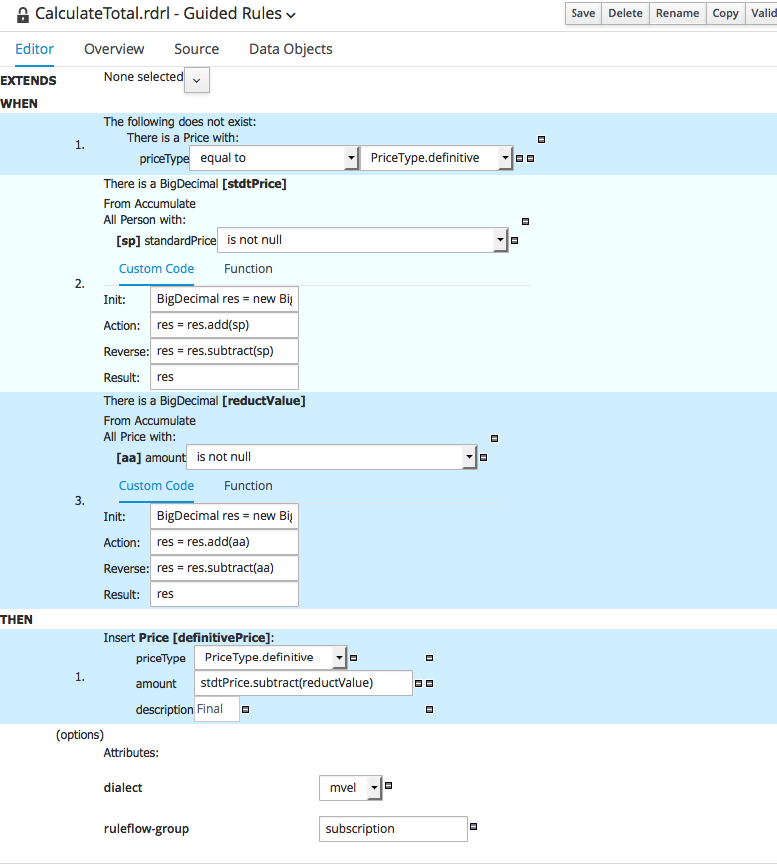 CalculateTotal.rdrl - Guided Rules
Save Delete Rename Copy Valid
Editor Overview Source Data Objects
EXTENDS None selected
WHEN
The following does not exist:
There is a Price with:
1.
priceType equal to PriceType.definitive
There is a BigDecimal [stdtPrice]
From Accumulate
All Person with:
[sp] standardPrice is not null
Custom Code Function
2.
Init: BigDecimal res = new Big
Action: res = res.add(sp)
Reverse: res = res.subtract(sp)
Result: res
There is a BigDecimal [reductValue]
From Accumulate
All Price with:
[aa] amount is not null
Custom Code Function
3.
Init: BigDecimal res = new Big
Action: res = res.add(aa)
Reverse: res = res.subtract(aa)
Result: res
THEN
Insert Price [definitivePrice]:
priceType PriceType.definitive
1.
amount stdtPrice.subtract(reductValue)
description Final
(options)
Attributes:
dialect mvel
ruleflow-group subscription